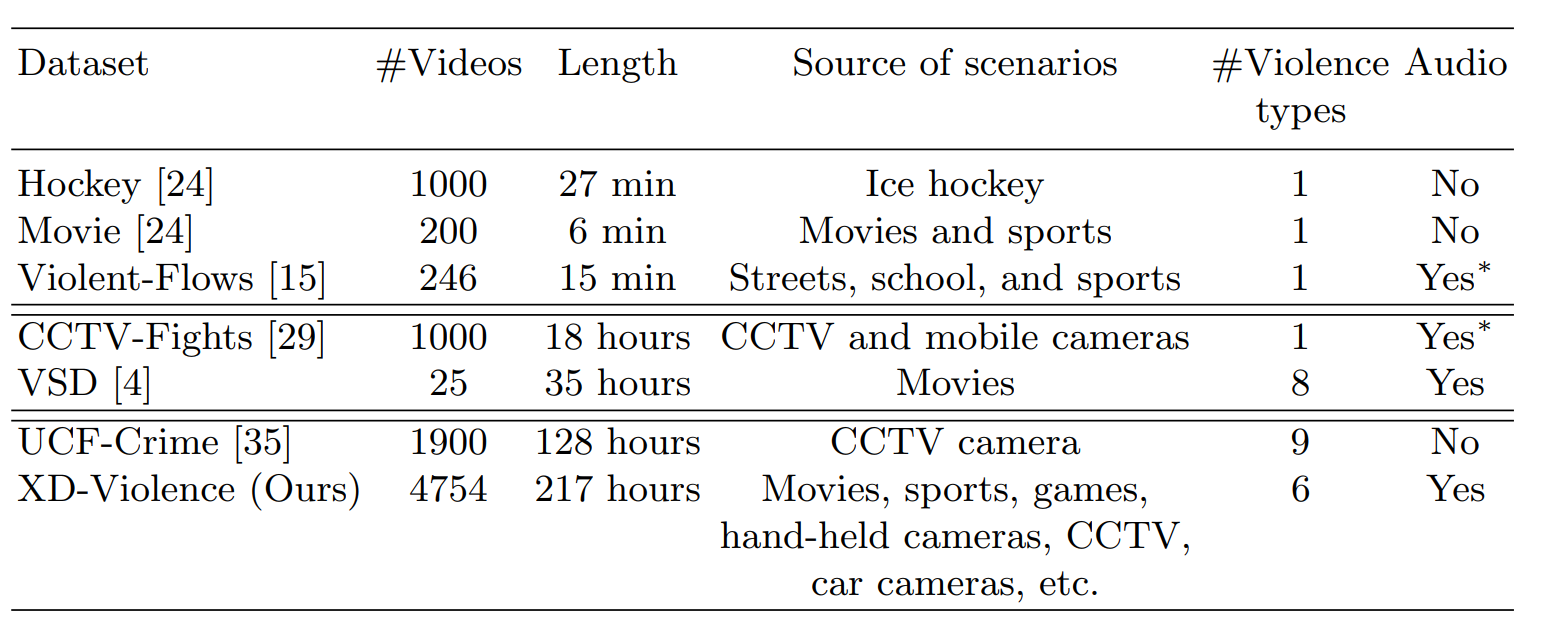 Dataset #Videos Length Source of scenarios #Violence Audio
types
Hockey [24] 1000 27 min Ice hockey 1 No
Movie [24] 200 6 min Movies and sports 1 No
Violent-Flows [15] 246 15 min Streets, school, and sports 1 Yes*
CCTV-Fights [29] 1000 18 hours CCTV and mobile cameras 1 Yes*
VSD [4] 25 35 hours Movies 8 Yes
UCF-Crime [35] 1900 128 hours CCTV camera 9 No
XD-Violence (Ours) 4754 217 hours Movies, sports, games, 6 Yes
hand-held cameras, CCTV,
car cameras, etc.